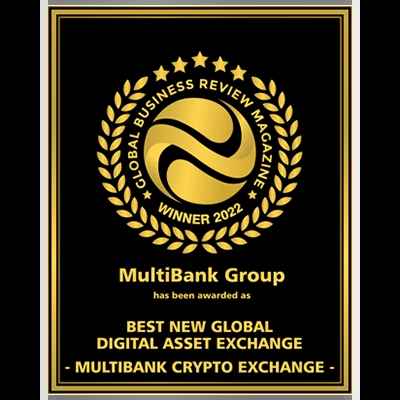 GLOBAL BUSINESS REVIEW MAGAZINE
WINNER 2022
MultiBank Group
has been awarded as
BEST NEW GLOBAL
DIGITAL ASSET EXCHANGE
- MULTIBANK CRYPTO EXCHANGE -